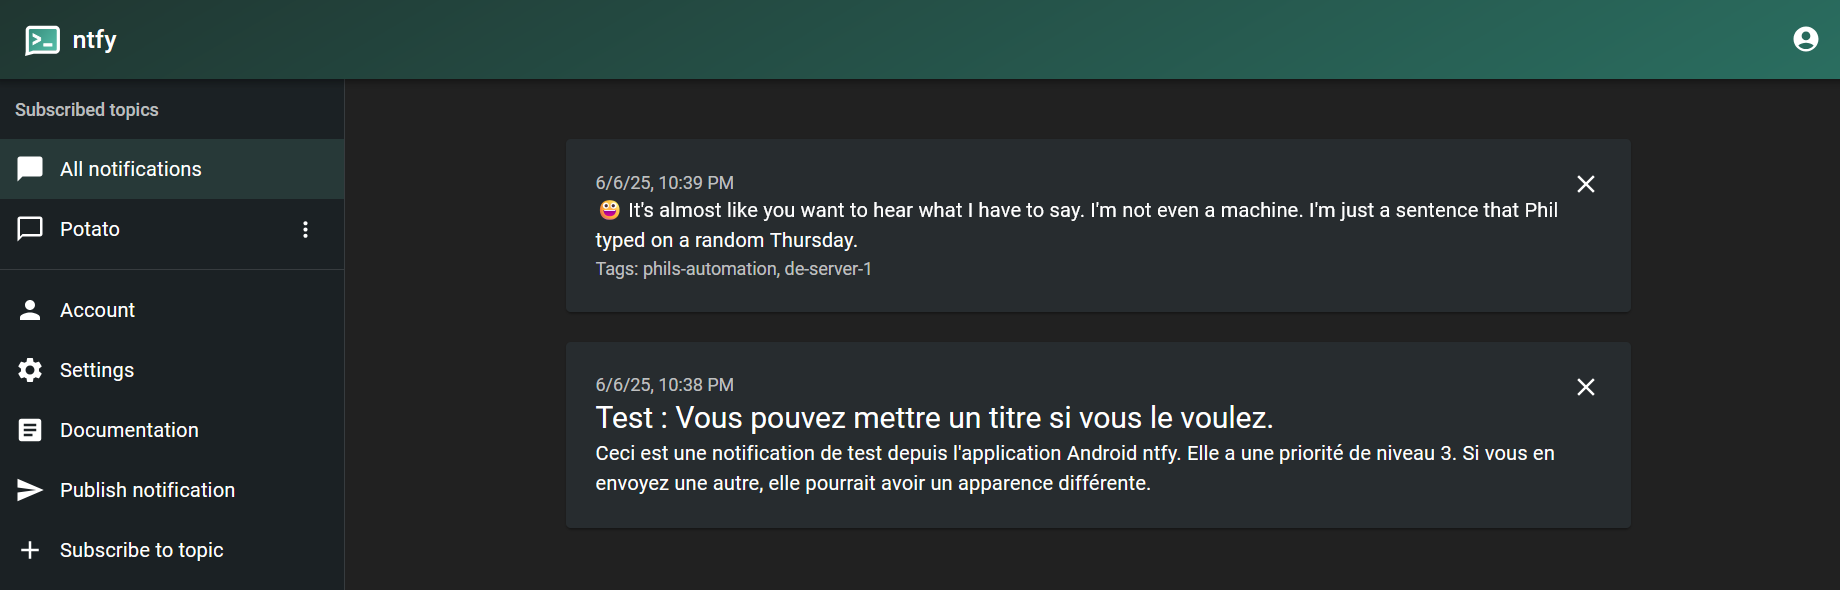 ntfy
Subscribed topics
All notifications
Potato
Account
Settings
Documentation
Publish notification
Subscribe to topic
6/6/25, 10:39 PM
😀 It's almost like you want to hear what I have to say. I'm not even a machine. I'm just a sentence that Phil
typed on a random Thursday.
Tags: phils-automation, de-server-1
6/6/25, 10:38 PM
Test : Vous pouvez mettre un titre si vous le voulez.
Ceci est une notification de test depuis l'application Android ntfy. Elle a une priorité de niveau 3. Si vous en
envoyez une autre, elle pourrait avoir un apparence différente.